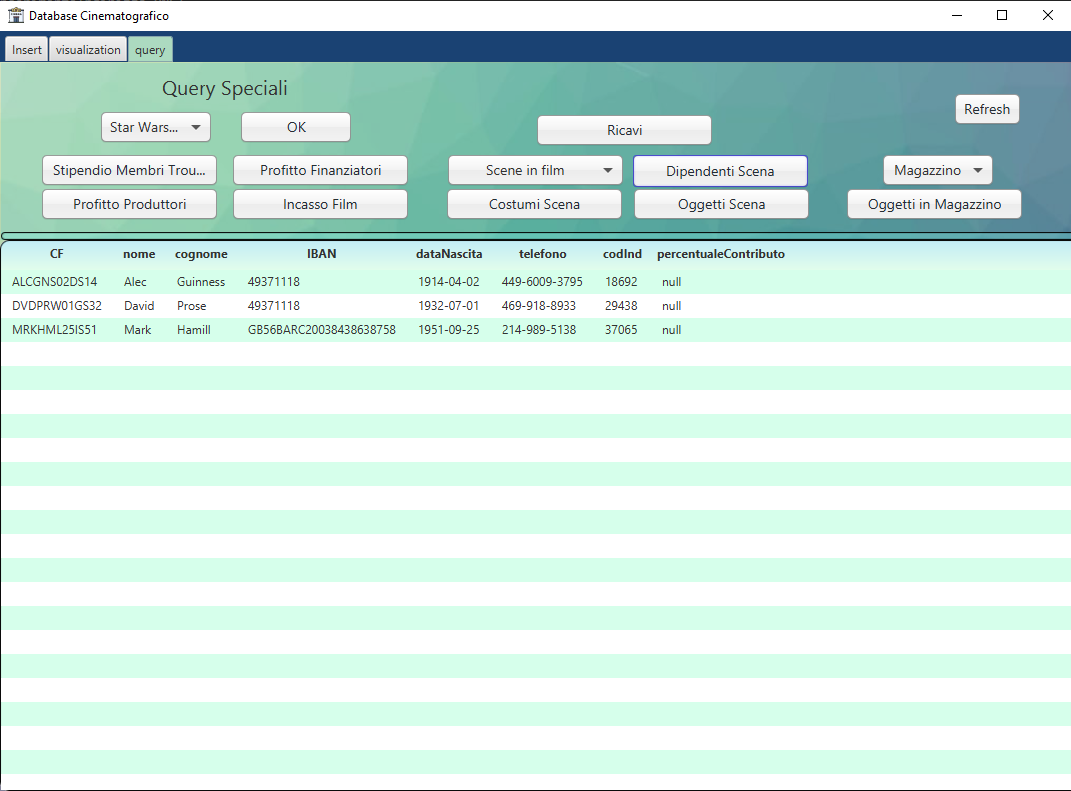 Database Cinematografico
Insert visualization query
Query Speciali
Refresh
Star Wars... OK Ricavi
Stipendio Membri Trou... Profitto Finanziatori Scene in film Dipendenti Scena Magazzino
Profitto Produttori Incasso Film Costumi Scena Oggetti Scena Oggetti in Magazzino
CF nome cognome IBAN dataNascita telefono codInd percentualeContributo
ALCGNS02DS14 Alec Guinness 49371118 1914-04-02 449-6009-3795 18692 null
DVDPRW01GS32 David Prose 49371118 1932-07-01 469-918-8933 29438 null
MRKHML25IS51 Mark Hamill GB56BARC20038438638758 1951-09-25 214-989-5138 37065 null